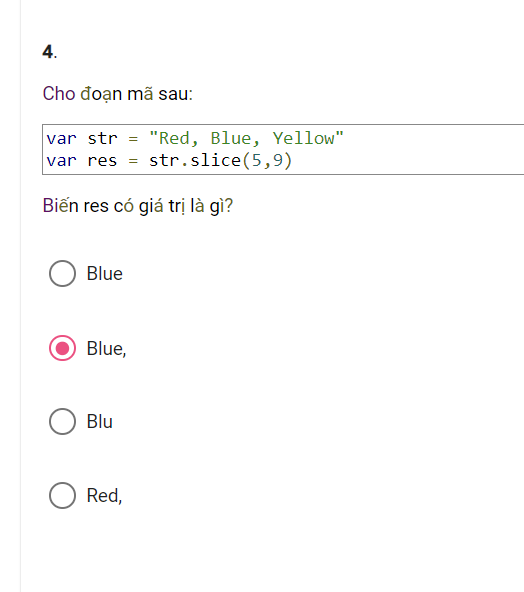 4.
Cho đoạn mã sau:
var str = "Red, Blue, Yellow"
var res = str.slice(5,9)
Biến res có giá trị là gì?
Blue
Blue,
Blu
Red,